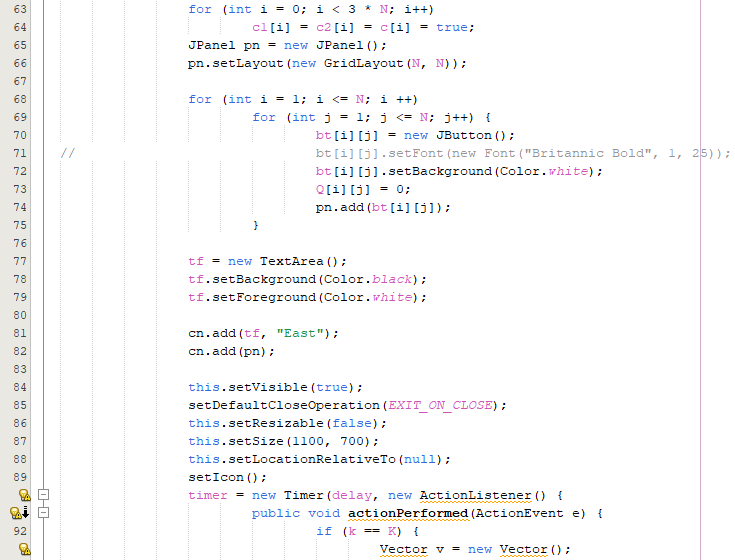 63 for (int i = 0; i < 3 * N; i++)
64 c1[i] = c2[i] = c[i] = true;
65 JPanel pn = new JPanel();
66 pn.setLayout(new GridLayout(N, N));
67
68 for (int i = 1; i <= N; i ++)
69 for (int j = 1; j <= N; j++) {
70 bt[i][j] = new JButton();
71 // bt[i][j].setFont(new Font("Britannic Bold", 1, 25));
72 bt[i][j].setBackground(Color.white);
73 Q[i][j] = 0;
74 pn.add(bt[i][j]);
75 }
76
77 tf = new TextArea();
78 tf.setBackground(Color.black);
79 tf.setForeground(Color.white);
80
81 cn.add(tf, "East");
82 cn.add(pn);
83
84 this.setVisible(true);
85 setDefaultCloseOperation(EXIT_ON_CLOSE);
86 this.setResizable(false);
87 this.setSize(1100, 700);
88 this.setLocationRelativeTo(null);
89 setIcon();
timer = new Timer(delay, new ActionListener() {
public void actionPerformed(ActionEvent e) {
92 if (k == K) {
Vector v = new Vector();